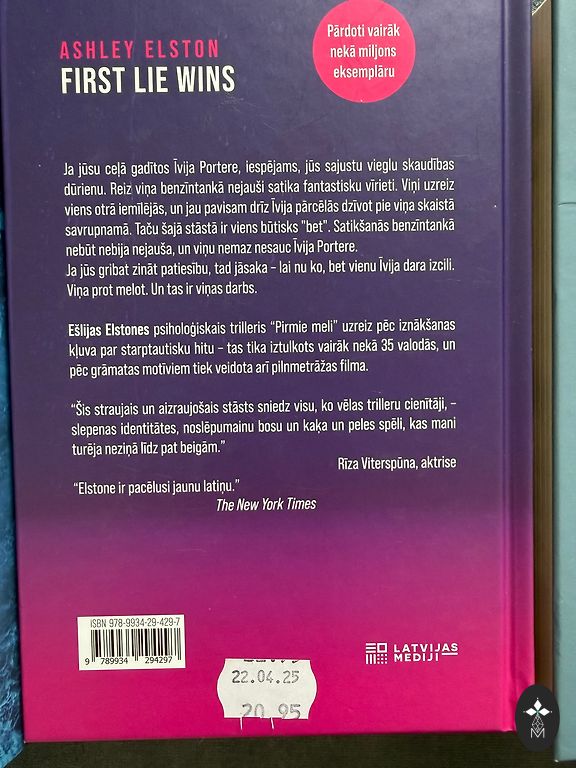 ASHLEY ELSTON
FIRST LIE WINS
Pārdoti vairāk
nekā miljons
eksemplāru
Ja jūsu ceļā gadītos Īvija Portere, iespējams, jūs sajustu vieglu skaudības
dūrienu. Reiz viņa benzīntankā nejauši satika fantastisku vīrieti. Viņi uzreiz
viens otrā iemīlējās, un jau pavisam drīz Īvija pārcēlās dzīvot pie viņa skaistā
savrupnamā. Taču šajā stāstā ir viens būtisks "bet". Satikšanās benzīntankā
nebūt nebija nejauša, un viņu nemaz nesauc Īvija Portere.
Ja jūs gribat zināt patiesību, tad jāsaka – lai nu ko, bet vienu Īvija dara izcili.
Viņa prot melot. Un tas ir viņas darbs.
Ešlijas Elstones psiholoģiskais trilleris “Pirmie meli” uzreiz pēc iznākšanas
kļuva par starptautisku hitu – tas tika iztulkots vairāk nekā 35 valodās, un
pēc grāmatas motīviem tiek veidota arī pilnmetrāžas filma.
“Šis straujais un aizraujošais stāsts sniedz visu, ko vēlas trilleru cienītāji, –
slepenas identitātes, noslēpumainu bosu un kaķa un peles spēli, kas mani
turēja neziņā līdz pat beigām.”
Rīza Viterspūna, aktrise
“Elstone ir pacēlusi jaunu latiņu.”
The New York Times
ISBN 978-9934-29-429-7
9 789934 294297
LATVIJAS
MEDIJI
22.04.25
20.95
M